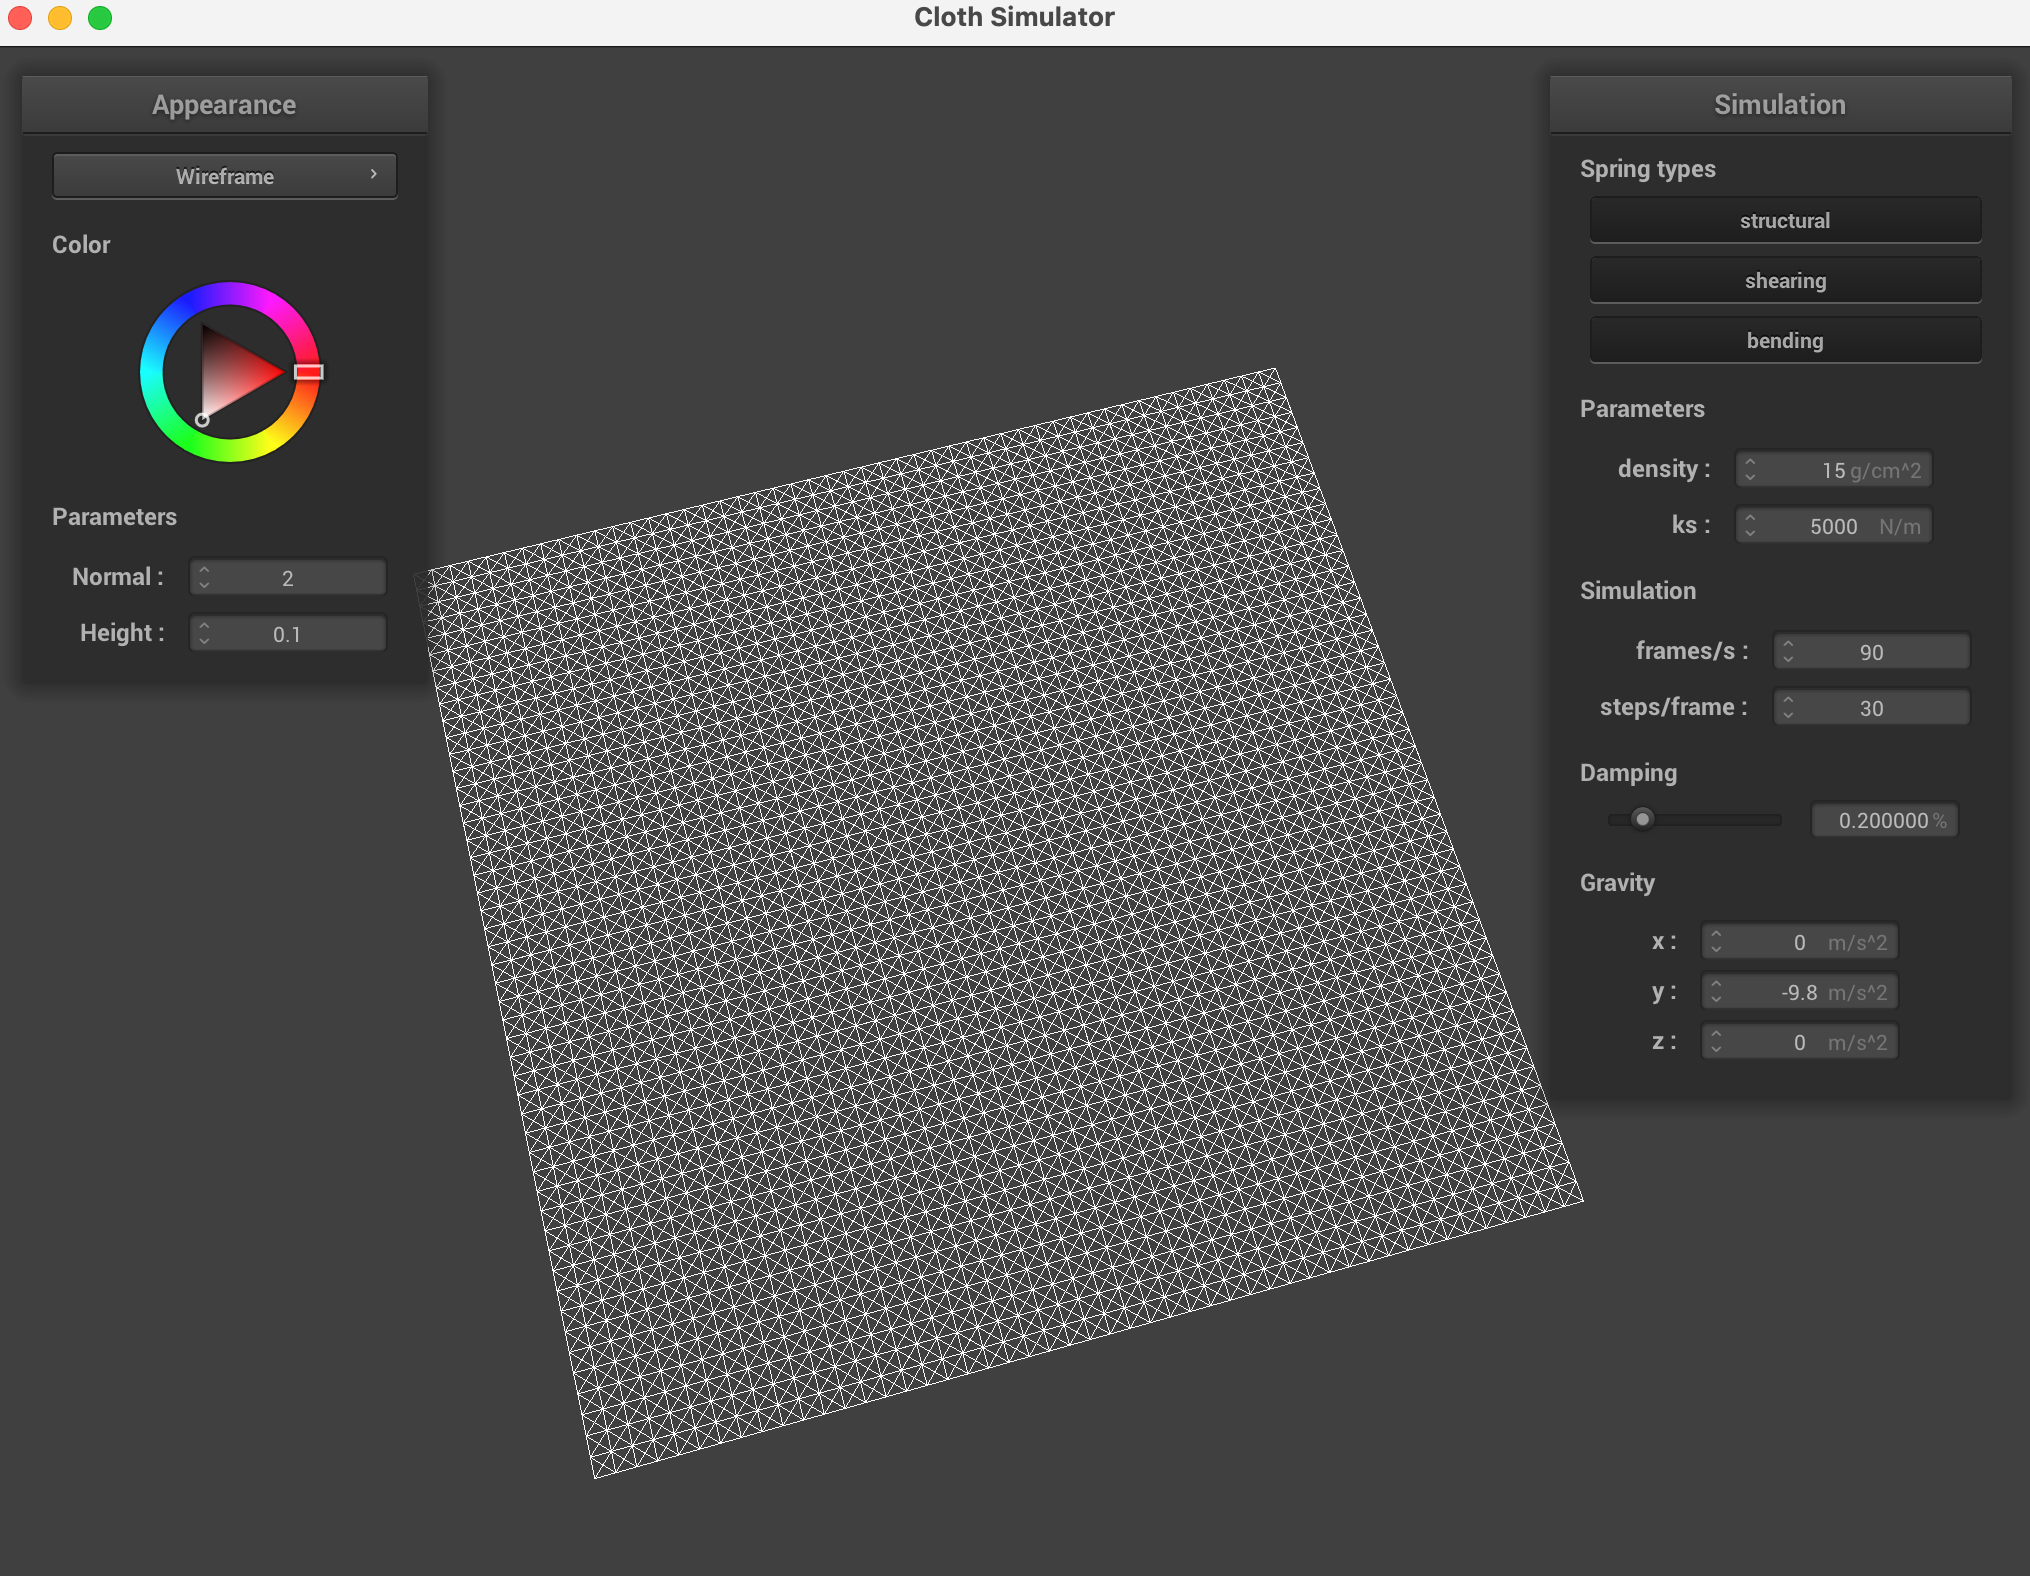 Cloth Simulator
Appearance
Wireframe
Color
Parameters
Normal : 2
Height : 0.1
Simulation
Spring types
structural
shearing
bending
Parameters
density : 15 g/cm^2
ks : 5000 N/m
Simulation
frames/s : 90
steps/frame : 30
Damping
0.200000 %
Gravity
x : 0 m/s^2
y : -9.8 m/s^2
z : 0 m/s^2